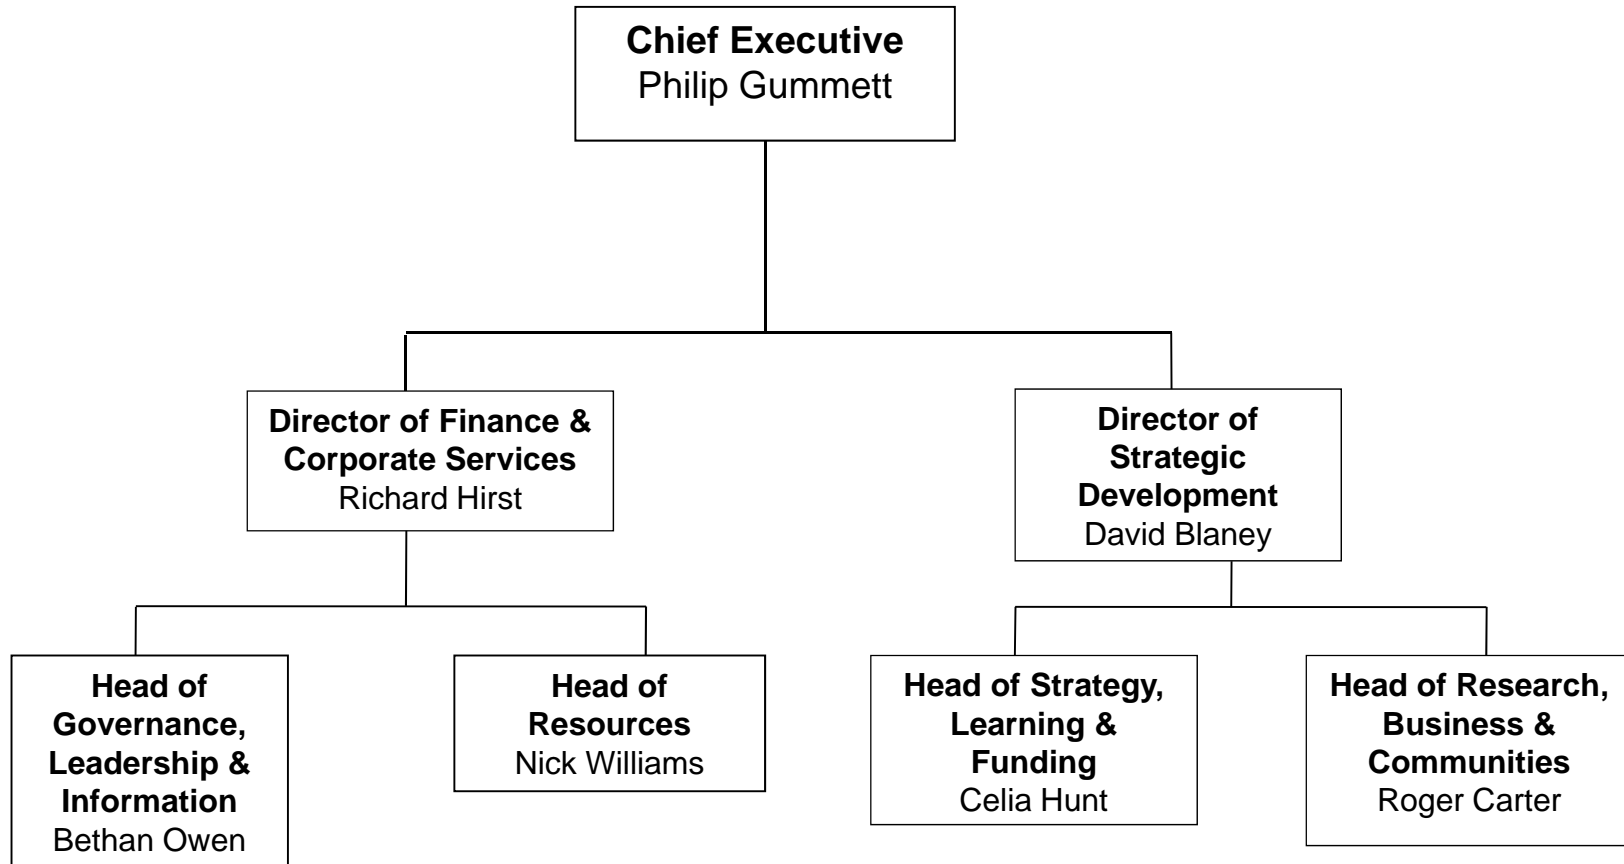 Chief Executive
Philip Gummett
Director of Finance &
Corporate Services
Richard Hirst
Director of
Strategic
Development
David Blaney
Head of
Governance,
Leadership &
Information
Bethan Owen
Head of
Resources
Nick Williams
Head of Strategy,
Learning &
Funding
Celia Hunt
Head of Research,
Business &
Communities
Roger Carter